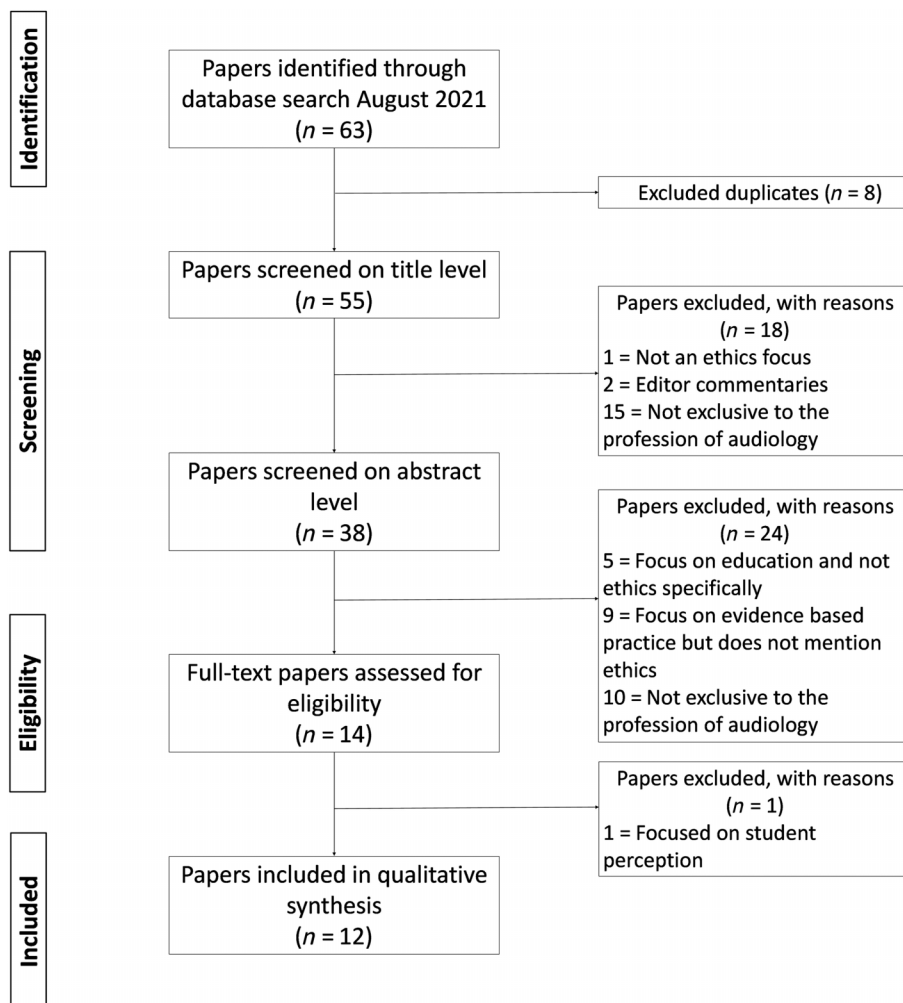 Identification
Papers identified through
database search August 2021
(n = 63)
Excluded duplicates (n = 8)
Screening
Papers screened on title level
(n = 55)
Papers excluded, with reasons
(n = 18)
1 = Not an ethics focus
2 = Editor commentaries
15 = Not exclusive to the
profession of audiology
Papers screened on abstract
level
(n = 38)
Papers excluded, with reasons
(n = 24)
5 = Focus on education and not
ethics specifically
9 = Focus on evidence based
practice but does not mention
ethics
10 = Not exclusive to the
profession of audiology
Eligibility
Full-text papers assessed for
eligibility
(n = 14)
Papers excluded, with reasons
(n = 1)
1 = Focused on student
perception
Included
Papers included in qualitative
synthesis
(n = 12)